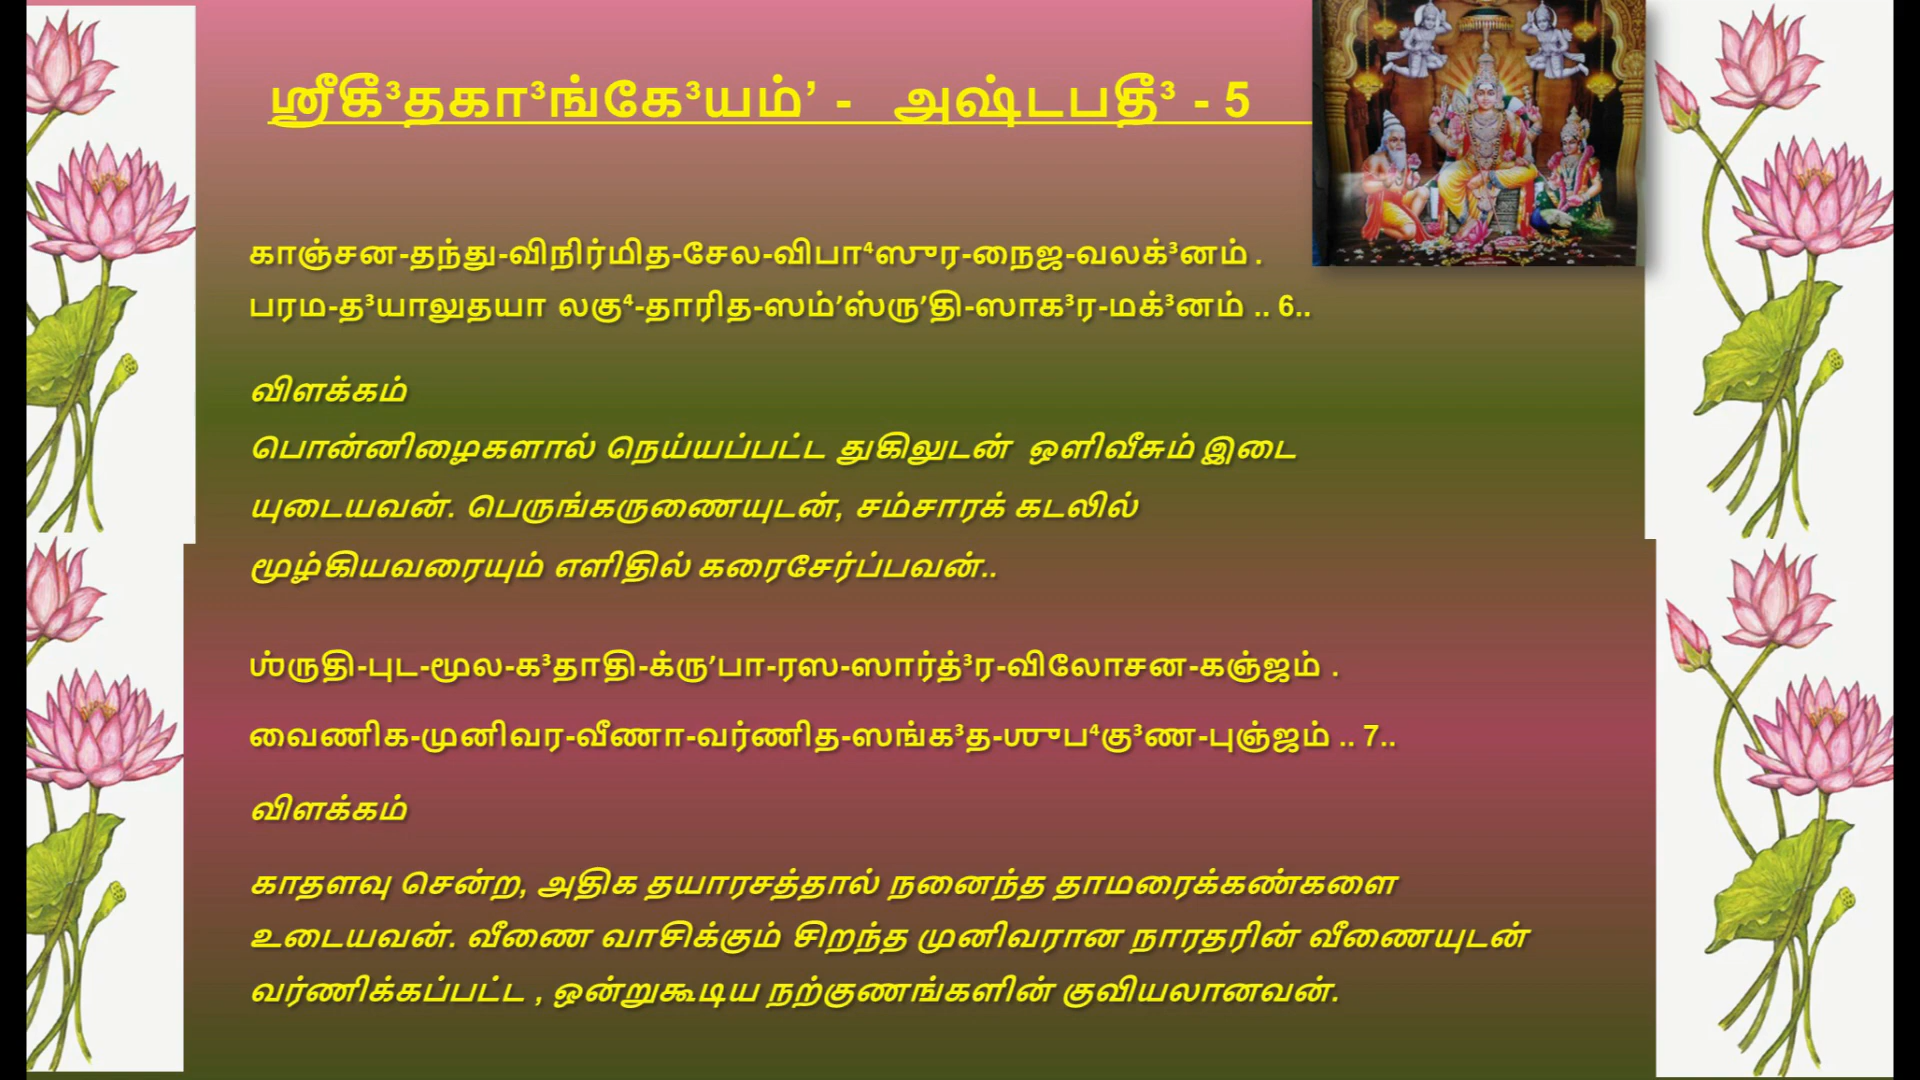 ஸ்ரீகீ³தகா³ங்கே³யம்’ - அஷ்டபதீ³ - 5
காஞ்சன-தந்து-விநிர்மித-சேல-விபா⁴ஸுர-நைஜ-வலக்³னம் .
பரம-த³யாலுதயா லகு⁴-தாரித-ஸம்’ஸ்ரு’தி-ஸாக³ர-மக்³னம் .. 6..
விளக்கம்
பொன்னிழைகளால் நெய்யப்பட்ட துகிலுடன் ஒளிவீசும் இடை
யுடையவன். பெருங்கருணையுடன், சம்சாரக் கடலில்
மூழ்கியவரையும் எளிதில் கரைசேர்ப்பவன்..
ஶ்ருதி-புட-மூல-க³தாதி-க்ரு’பா-ரஸ-ஸார்த்³ர-விலோசன-கஞ்ஜம் .
வைணிக-முனிவர-வீணா-வர்ணித-ஸங்க³த-ஶுப⁴கு³ண-புஞ்ஜம் .. 7..
விளக்கம்
காதளவு சென்ற, அதிக தயாரசத்தால் நனைந்த தாமரைக்கண்களை
உடையவன். வீணை வாசிக்கும் சிறந்த முனிவரான நாரதரின் வீணையுடன்
வர்ணிக்கப்பட்ட , ஒன்றுகூடிய நற்குணங்களின் குவியலானவன்.